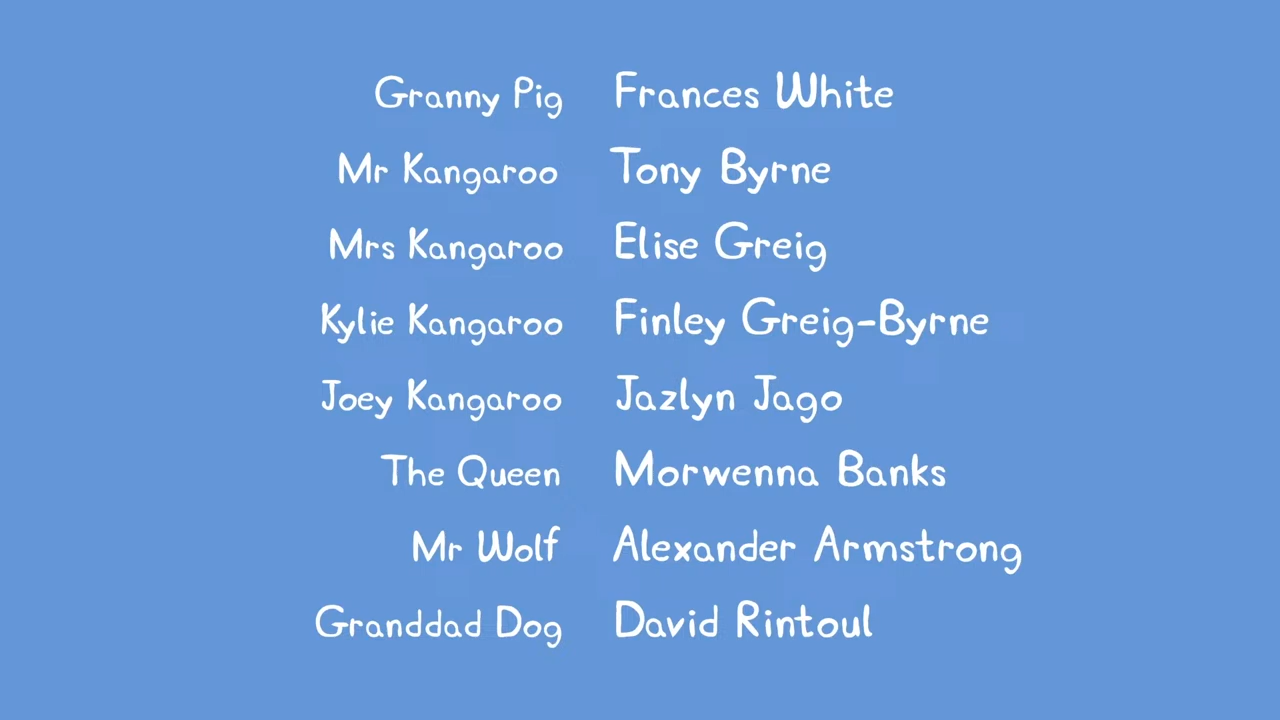 Granny Pig Frances White
Mr Kangaroo Tony Byrne
Mrs Kangaroo Elise Greig
Kylie Kangaroo Finley Greig-Byrne
Joey Kangaroo Jazlyn Jago
The Queen Morwenna Banks
Mr Wolf Alexander Armstrong
Granddad Dog David Rintoul